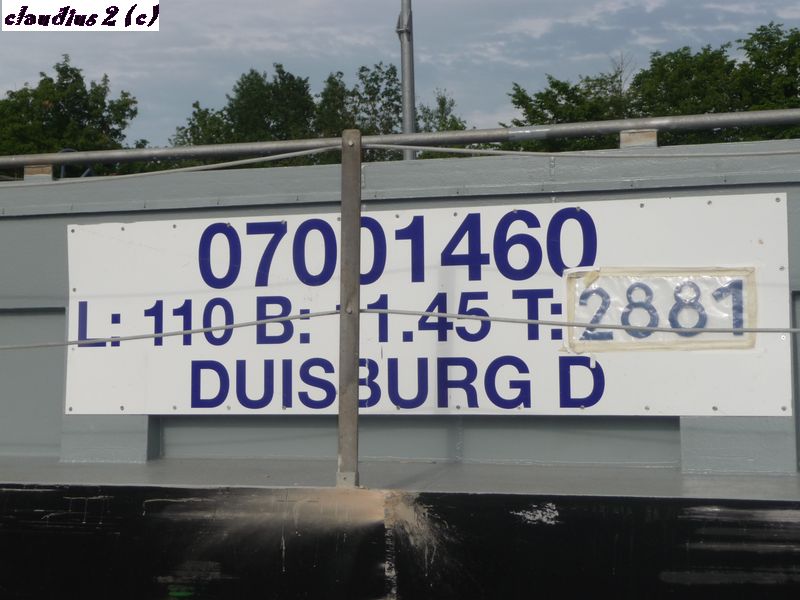 claudius 2 (c)
07001460
L: 110 B: 11.45 T: 2881
DUISBURG D